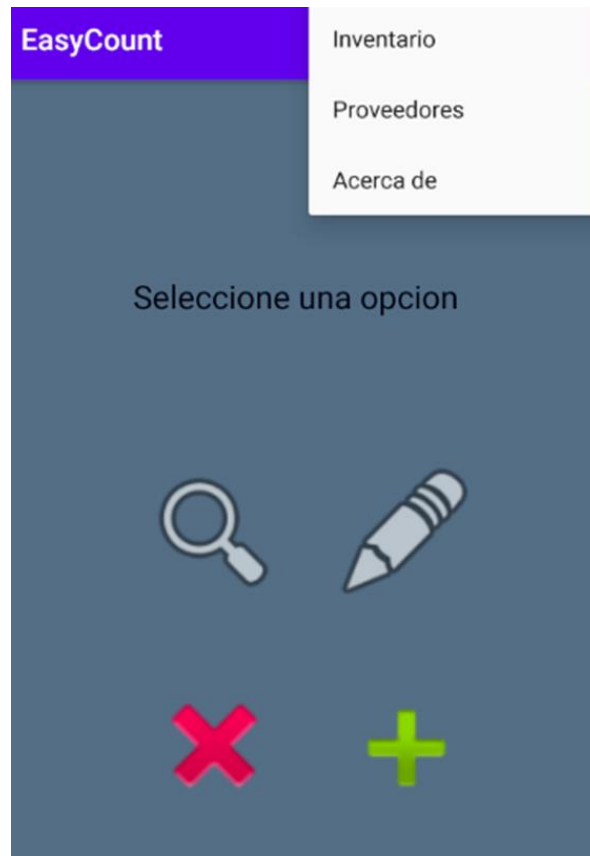 EasyCount
Inventario
Proveedores
Acerca de
Seleccione una opcion